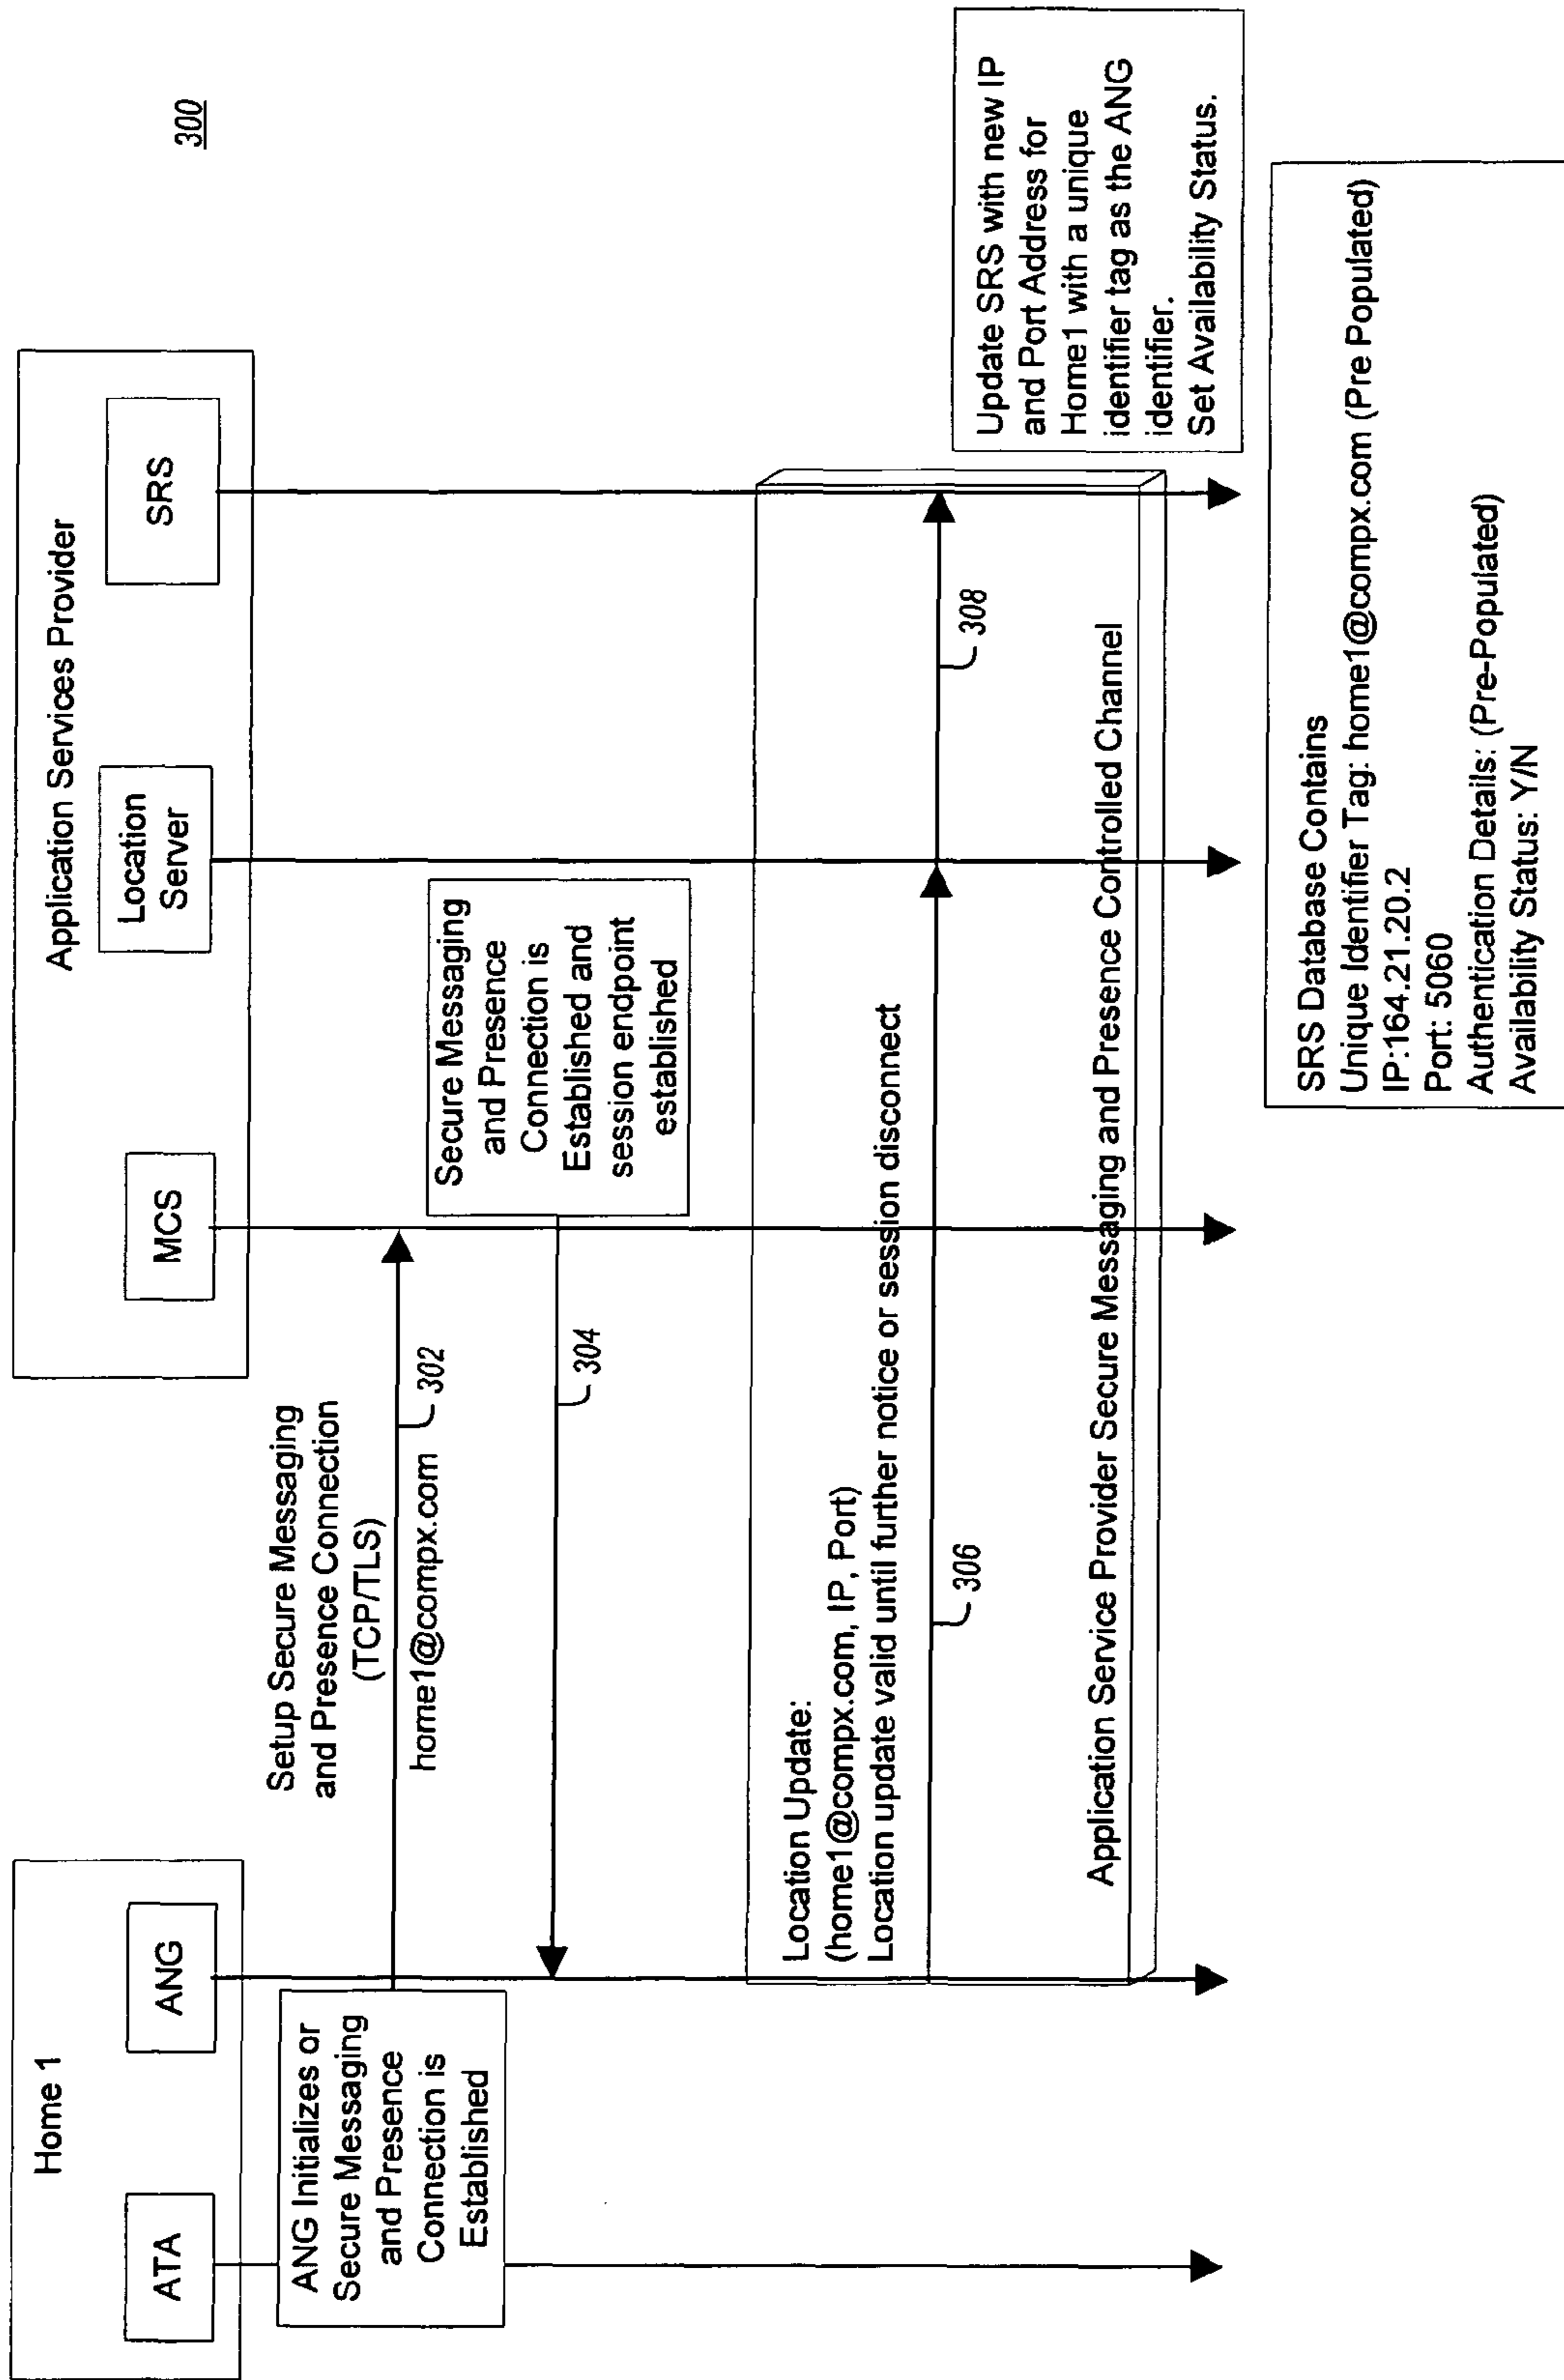 300
Home 1
ATA
ANG
Application Services Provider
MCS
Location
Server
SRS
ANG Initializes or
Secure Messaging
and Presence
Connection is
Established
Setup Secure Messaging
and Presence Connection
(TCP/TLS)
302
home1@compx.com
Secure Messaging
and Presence
Connection is
Established and
session endpoint
established
304
Location Update:
(home1@compx.com, IP, Port)
Location update valid until further notice or session disconnect
306
308
Application Service Provider Secure Messaging and Presence Controlled Channel
Update SRS with new IP
and Port Address for
Home1 with a unique
identifier tag as the ANG
identifier.
Set Availability Status.
SRS Database Contains
Unique Identifier Tag: home1@compx.com (Pre Populated)
IP:164.21.20.2
Port: 5060
Authentication Details: (Pre-Populated)
Availability Status: Y/N